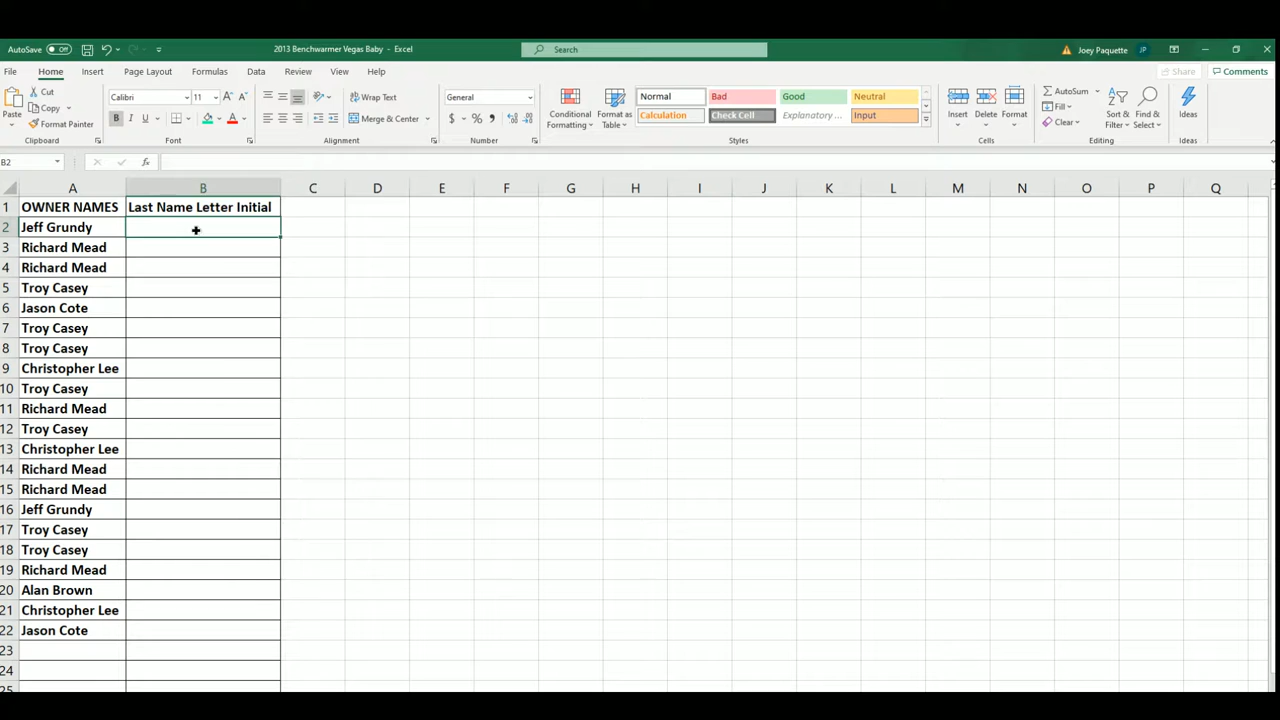 AutoSave Off 2013 Benchwarmer Vegas Baby - Excel Search Joey Paquette JP
File Home Insert Page Layout Formulas Data Review View Help Share Comments
Paste Cut Copy Format Painter
Calibri 11 A A
B I U A
Wrap Text
Merge & Center
General
$ % 9
Conditional Formatting Format as Table
Normal Bad Good Neutral
Calculation Check Cell Explanatory ... Input
Insert Delete Format
AutoSum
Fill
Clear
Sort & Filter Find & Select
Ideas
Clipboard Font Alignment Number Styles Cells Editing Ideas
B2 fx
A B C D E F G H I J K L M N O P Q
1 OWNER NAMES Last Name Letter Initial
2 Jeff Grundy
3 Richard Mead
4 Richard Mead
5 Troy Casey
6 Jason Cote
7 Troy Casey
8 Troy Casey
9 Christopher Lee
10 Troy Casey
11 Richard Mead
12 Troy Casey
13 Christopher Lee
14 Richard Mead
15 Richard Mead
16 Jeff Grundy
17 Troy Casey
18 Troy Casey
19 Richard Mead
20 Alan Brown
21 Christopher Lee
22 Jason Cote
23
24
25